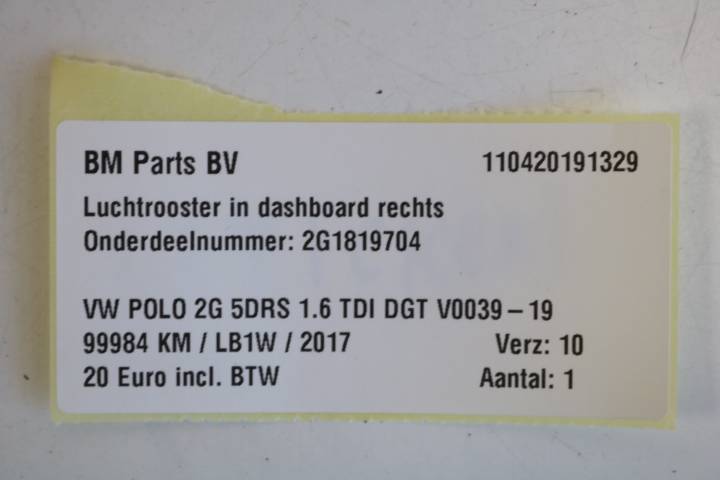 BM Parts BV 110420191329
Luchtrooster in dashboard rechts
Onderdeelnummer: 2G1819704
VW POLO 2G 5DRS 1.6 TDI DGT V0039 – 19
99984 KM / LB1W / 2017 Verz: 10
20 Euro incl. BTW Aantal: 1